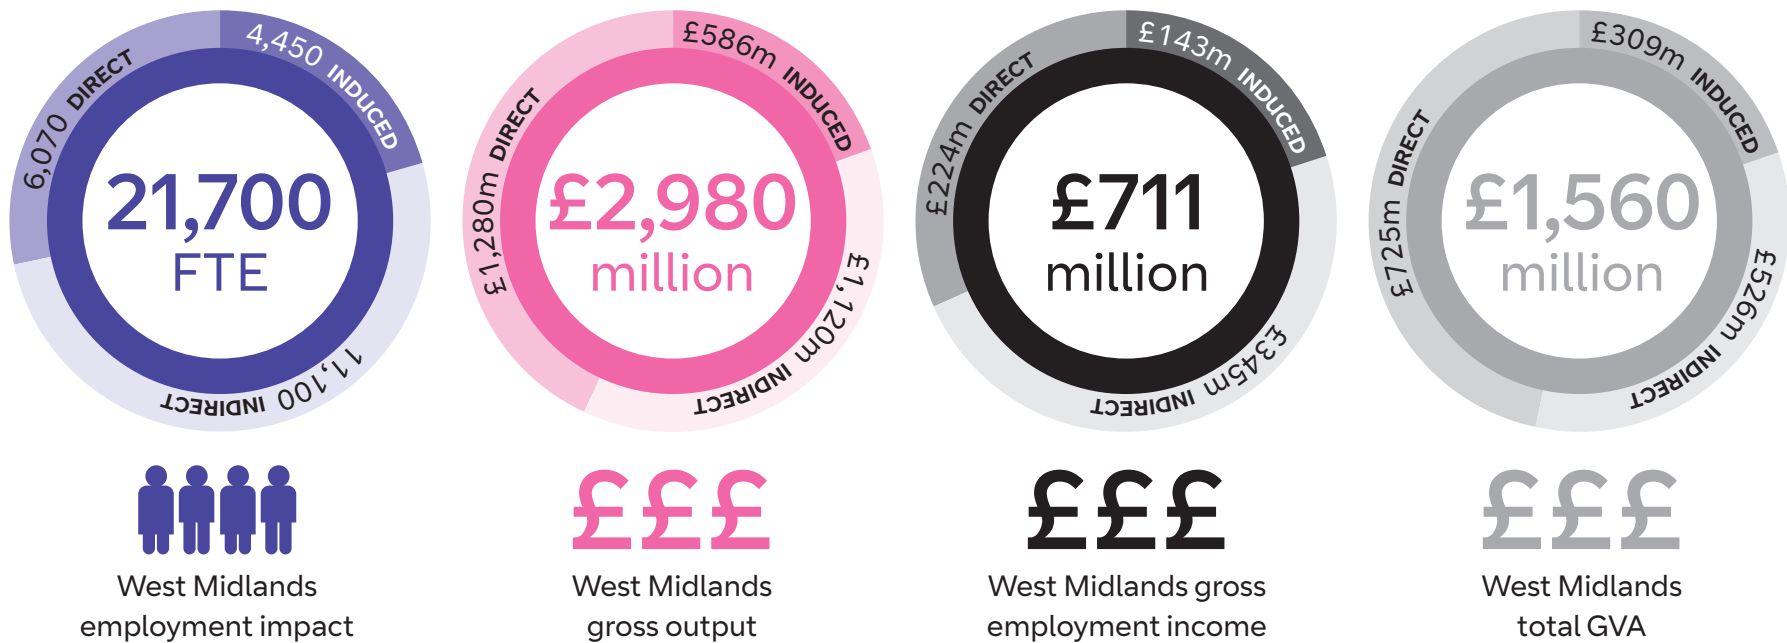 6,070 DIRECT
4,450 INDUCED
11,100 INDIRECT
21,700
FTE
West Midlands
employment impact
£1,280m DIRECT
£586m INDUCED
£1,120m INDIRECT
£2,980
million
£££
West Midlands
gross output
£224m DIRECT
£143m INDUCED
£345m INDIRECT
£711
million
£££
West Midlands gross
employment income
£725m DIRECT
£309m INDUCED
£526m INDIRECT
£1,560
million
£££
West Midlands
total GVA